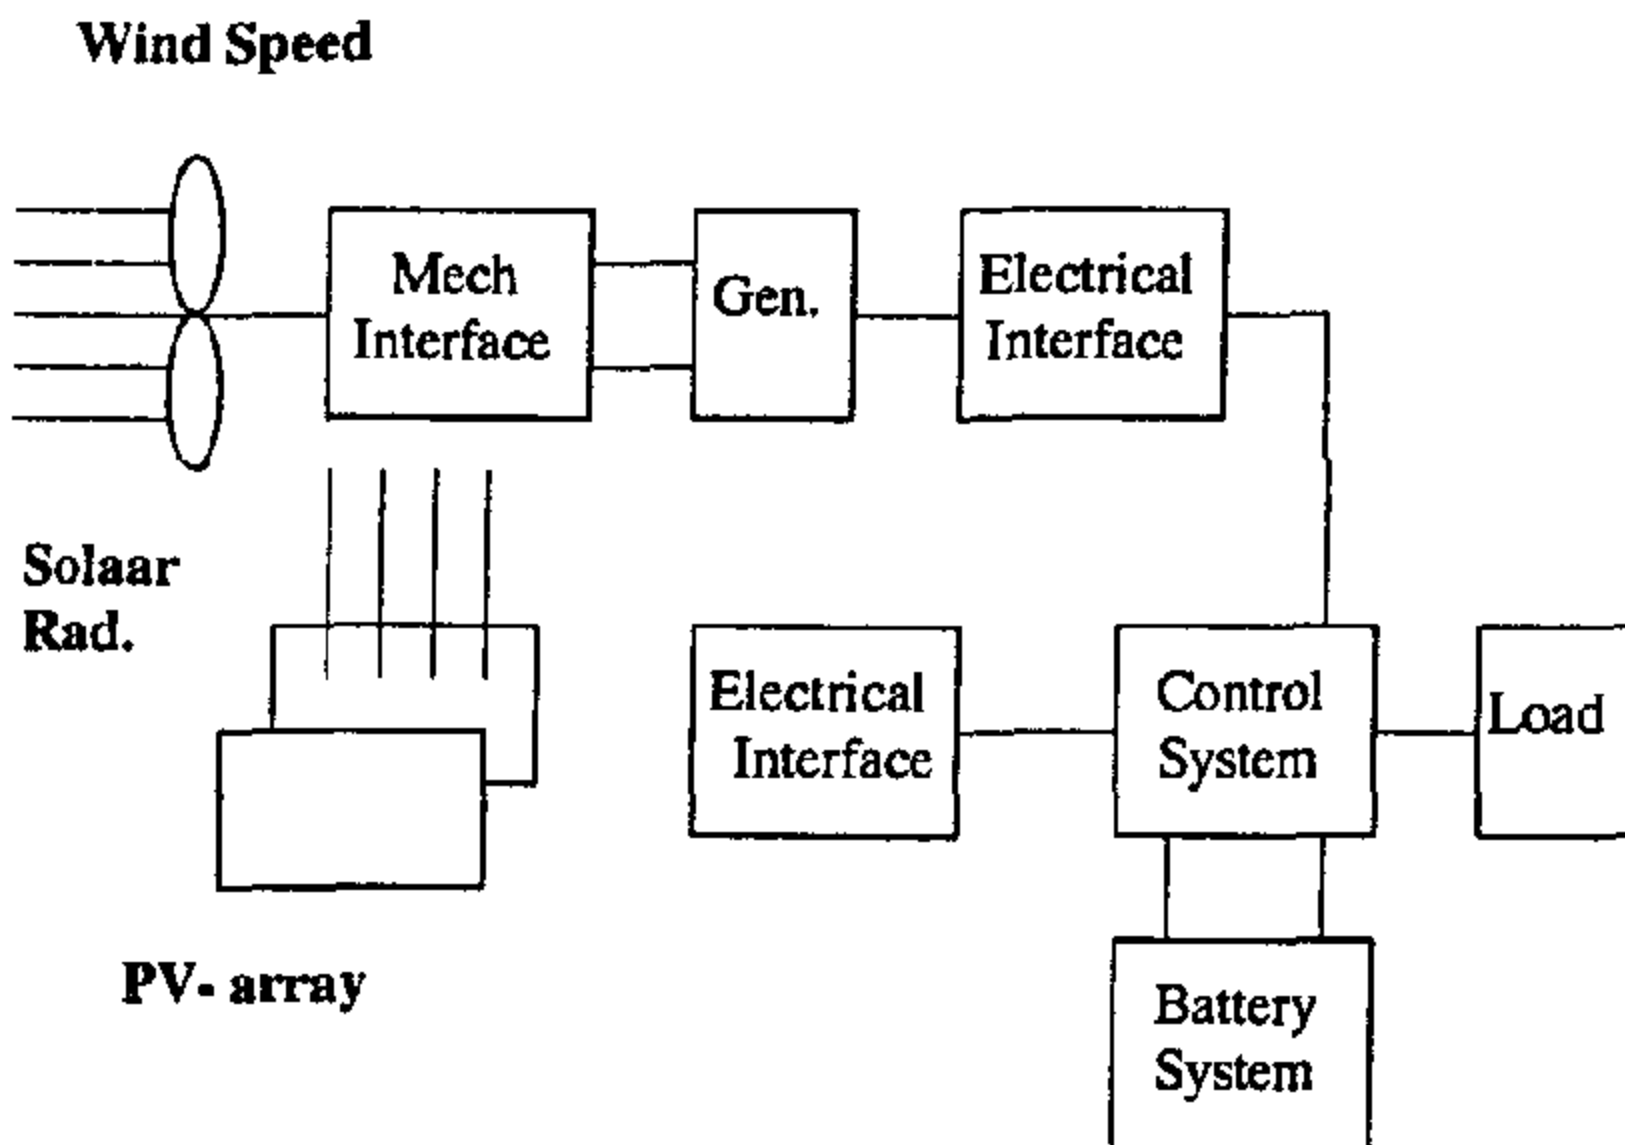 Wind Speed
Mech
Interface
Gen.
Electrical
Interface
Solaar
Rad.
Electrical
Interface
Control
System
Load
PV- array
Battery
System